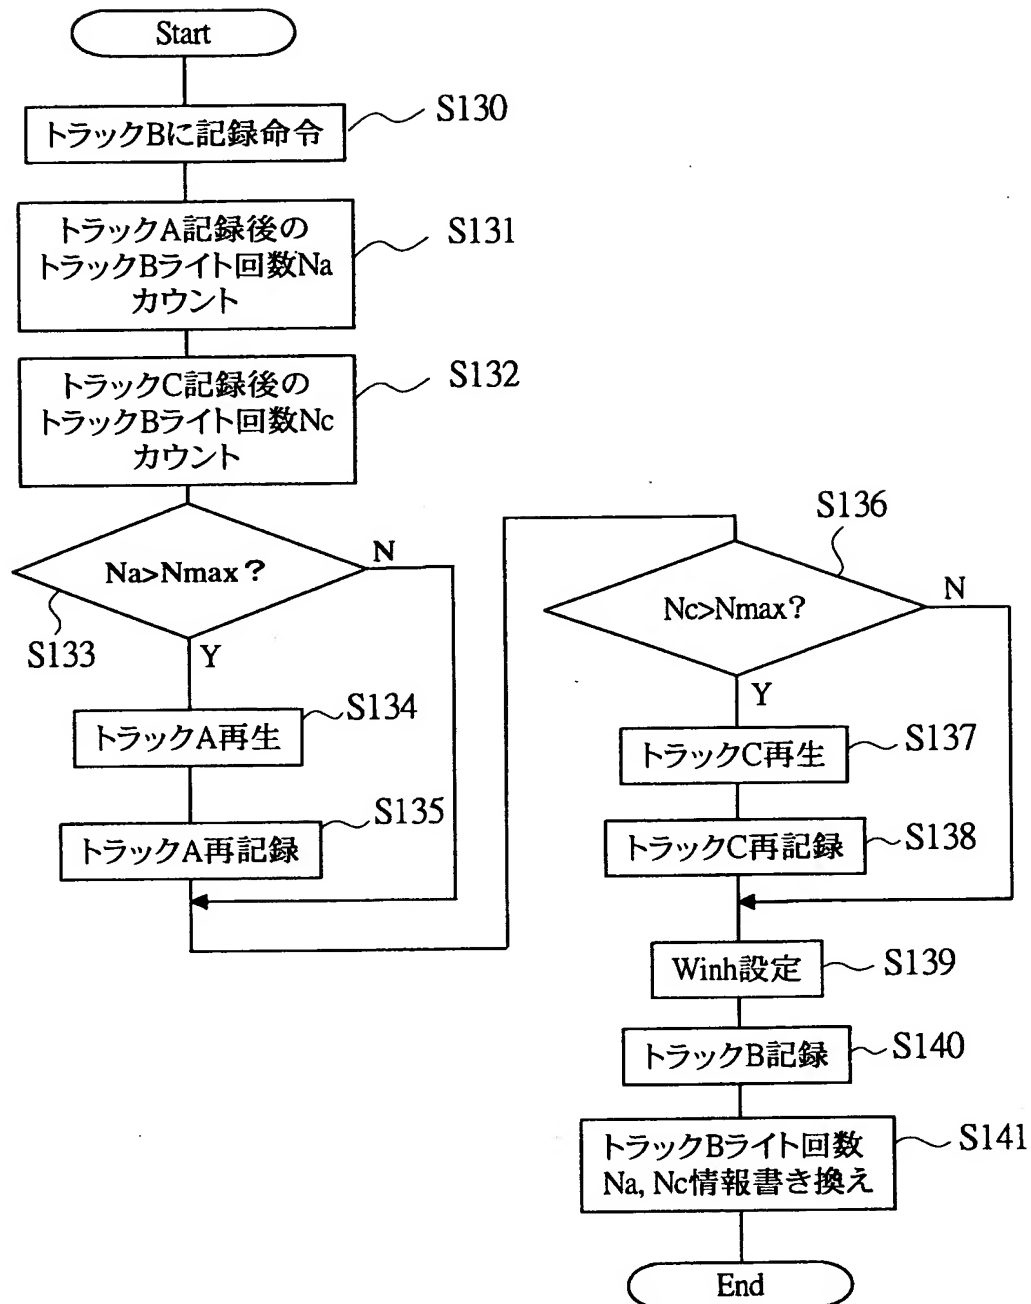 Start
トラックBに記録命令
S130
トラックA記録後の
トラックBライト回数Na
カウント
S131
トラックC記録後の
トラックBライト回数Nc
カウント
S132
Na>Nmax？
N
S133
Y
トラックA再生
S134
トラックA再記録
S135
S136
Nc>Nmax？
N
Y
トラックC再生
S137
トラックC再記録
S138
Winh設定
S139
トラックB記録
S140
トラックBライト回数
Na, Nc情報書き換え
S141
End